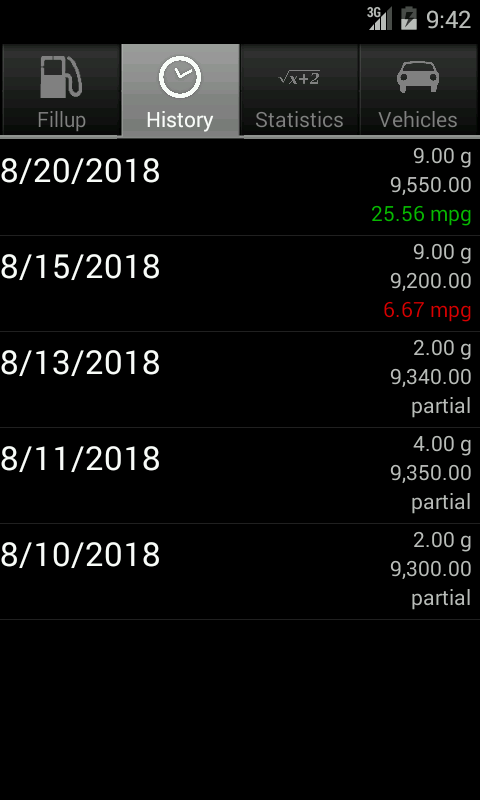 3G 9:42
Fillup History √x+2 Statistics Vehicles
8/20/2018
9.00 g
9,550.00
25.56 mpg
8/15/2018
9.00 g
9,200.00
6.67 mpg
8/13/2018
2.00 g
9,340.00
partial
8/11/2018
4.00 g
9,350.00
partial
8/10/2018
2.00 g
9,300.00
partial